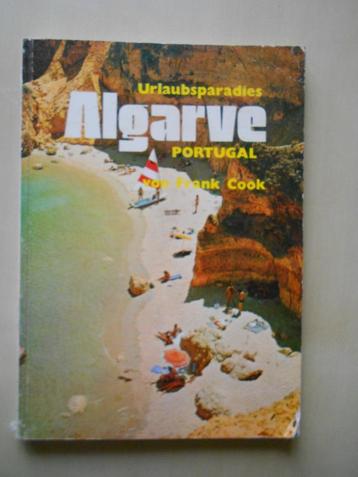 Urlaubsparadies
Algarve
PORTUGAL
von Frank Cook